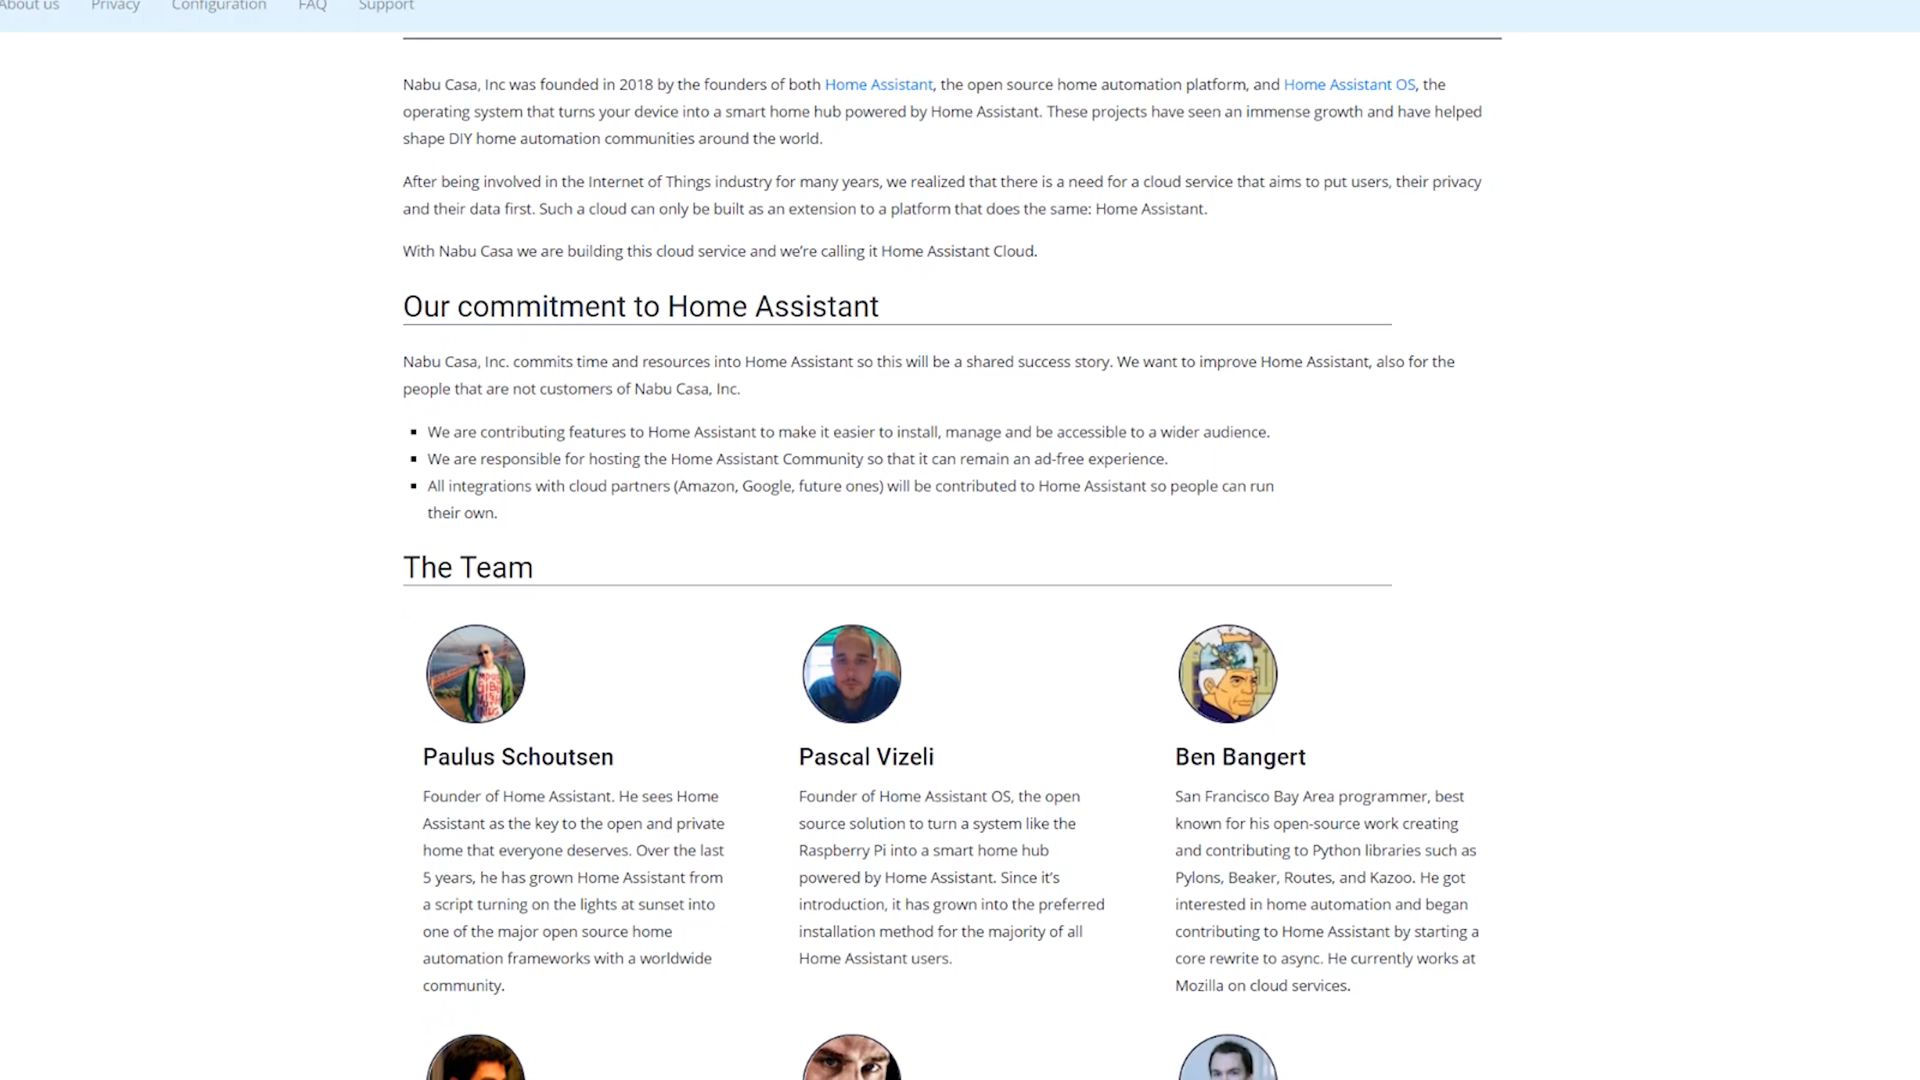 About us Privacy Configuration FAQ Support
Nabu Casa, Inc was founded in 2018 by the founders of both Home Assistant, the open source home automation platform, and Home Assistant OS, the
operating system that turns your device into a smart home hub powered by Home Assistant. These projects have seen an immense growth and have helped
shape DIY home automation communities around the world.
After being involved in the Internet of Things industry for many years, we realized that there is a need for a cloud service that aims to put users, their privacy
and their data first. Such a cloud can only be built as an extension to a platform that does the same: Home Assistant.
With Nabu Casa we are building this cloud service and we’re calling it Home Assistant Cloud.
Our commitment to Home Assistant
Nabu Casa, Inc. commits time and resources into Home Assistant so this will be a shared success story. We want to improve Home Assistant, also for the
people that are not customers of Nabu Casa, Inc.
We are contributing features to Home Assistant to make it easier to install, manage and be accessible to a wider audience.
We are responsible for hosting the Home Assistant Community so that it can remain an ad-free experience.
All integrations with cloud partners (Amazon, Google, future ones) will be contributed to Home Assistant so people can run
their own.
The Team
Paulus Schoutsen
Founder of Home Assistant. He sees Home
Assistant as the key to the open and private
home that everyone deserves. Over the last
5 years, he has grown Home Assistant from
a script turning on the lights at sunset into
one of the major open source home
automation frameworks with a worldwide
community.
Pascal Vizeli
Founder of Home Assistant OS, the open
source solution to turn a system like the
Raspberry Pi into a smart home hub
powered by Home Assistant. Since it’s
introduction, it has grown into the preferred
installation method for the majority of all
Home Assistant users.
Ben Bangert
San Francisco Bay Area programmer, best
known for his open-source work creating
and contributing to Python libraries such as
Pylons, Beaker, Routes, and Kazoo. He got
interested in home automation and began
contributing to Home Assistant by starting a
core rewrite to async. He currently works at
Mozilla on cloud services.